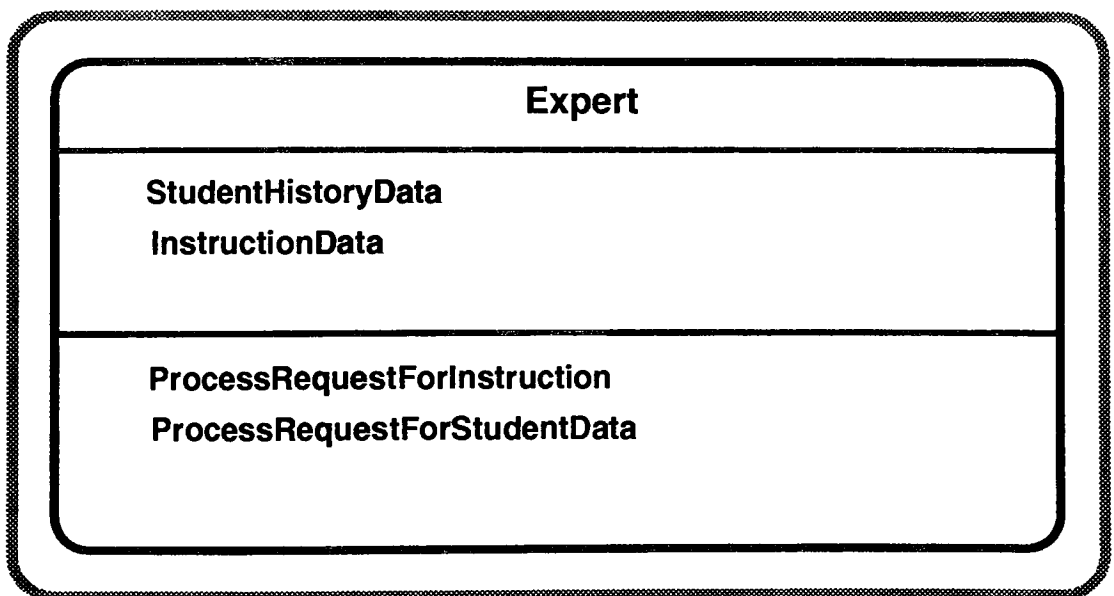 Expert
StudentHistoryData
InstructionData
ProcessRequestForInstruction
ProcessRequestForStudentData